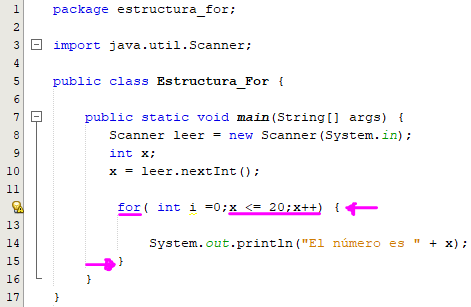 1 package estructura_for;
2
3 import java.util.Scanner;
4
5 public class Estructura_For {
6
7 public static void main(String[] args) {
8 Scanner leer = new Scanner(System.in);
9 int x;
10 x = leer.nextInt();
11
for( int i =0;x <= 20;x++) {
13
14 System.out.println("El número es " + x);
15 }
16 }
17 }